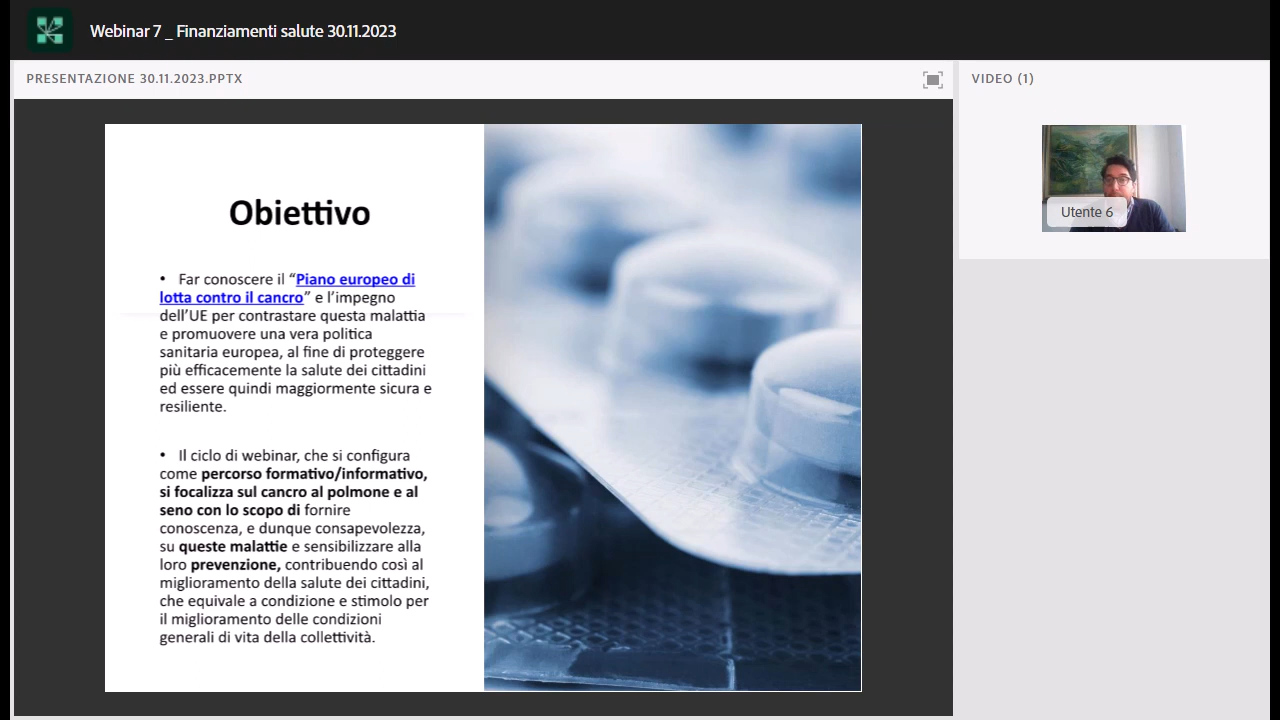 Webinar 7 _ Finanziamenti salute 30.11.2023
PRESENTAZIONE 30.11.2023.PPTX
VIDEO (1)
Utente 6
Obiettivo
• Far conoscere il “Piano europeo di
lotta contro il cancro” e l’impegno
dell’UE per contrastare questa malattia
e promuovere una vera politica
sanitaria europea, al fine di proteggere
più efficacemente la salute dei cittadini
ed essere quindi maggiormente sicura e
resiliente.
• Il ciclo di webinar, che si configura
come percorso formativo/informativo,
si focalizza sul cancro al polmone e al
seno con lo scopo di fornire
conoscenza, e dunque consapevolezza,
su queste malattie e sensibilizzare alla
loro prevenzione, contribuendo così al
miglioramento della salute dei cittadini,
che equivale a condizione e stimolo per
il miglioramento delle condizioni
generali di vita della collettività.